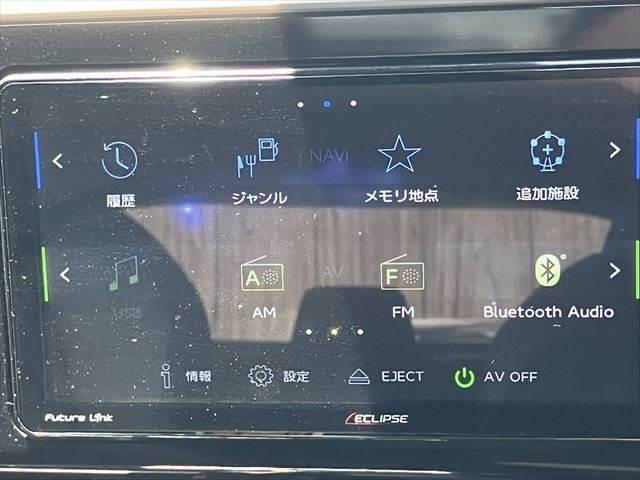 NAVI
履歴
ジャンル
メモリ地点
追加施設
AV
A
F
USB
AM
FM
Bluetooth Audio
情報
設定
EJECT
AV OFF
Future Link
ECLIPSE